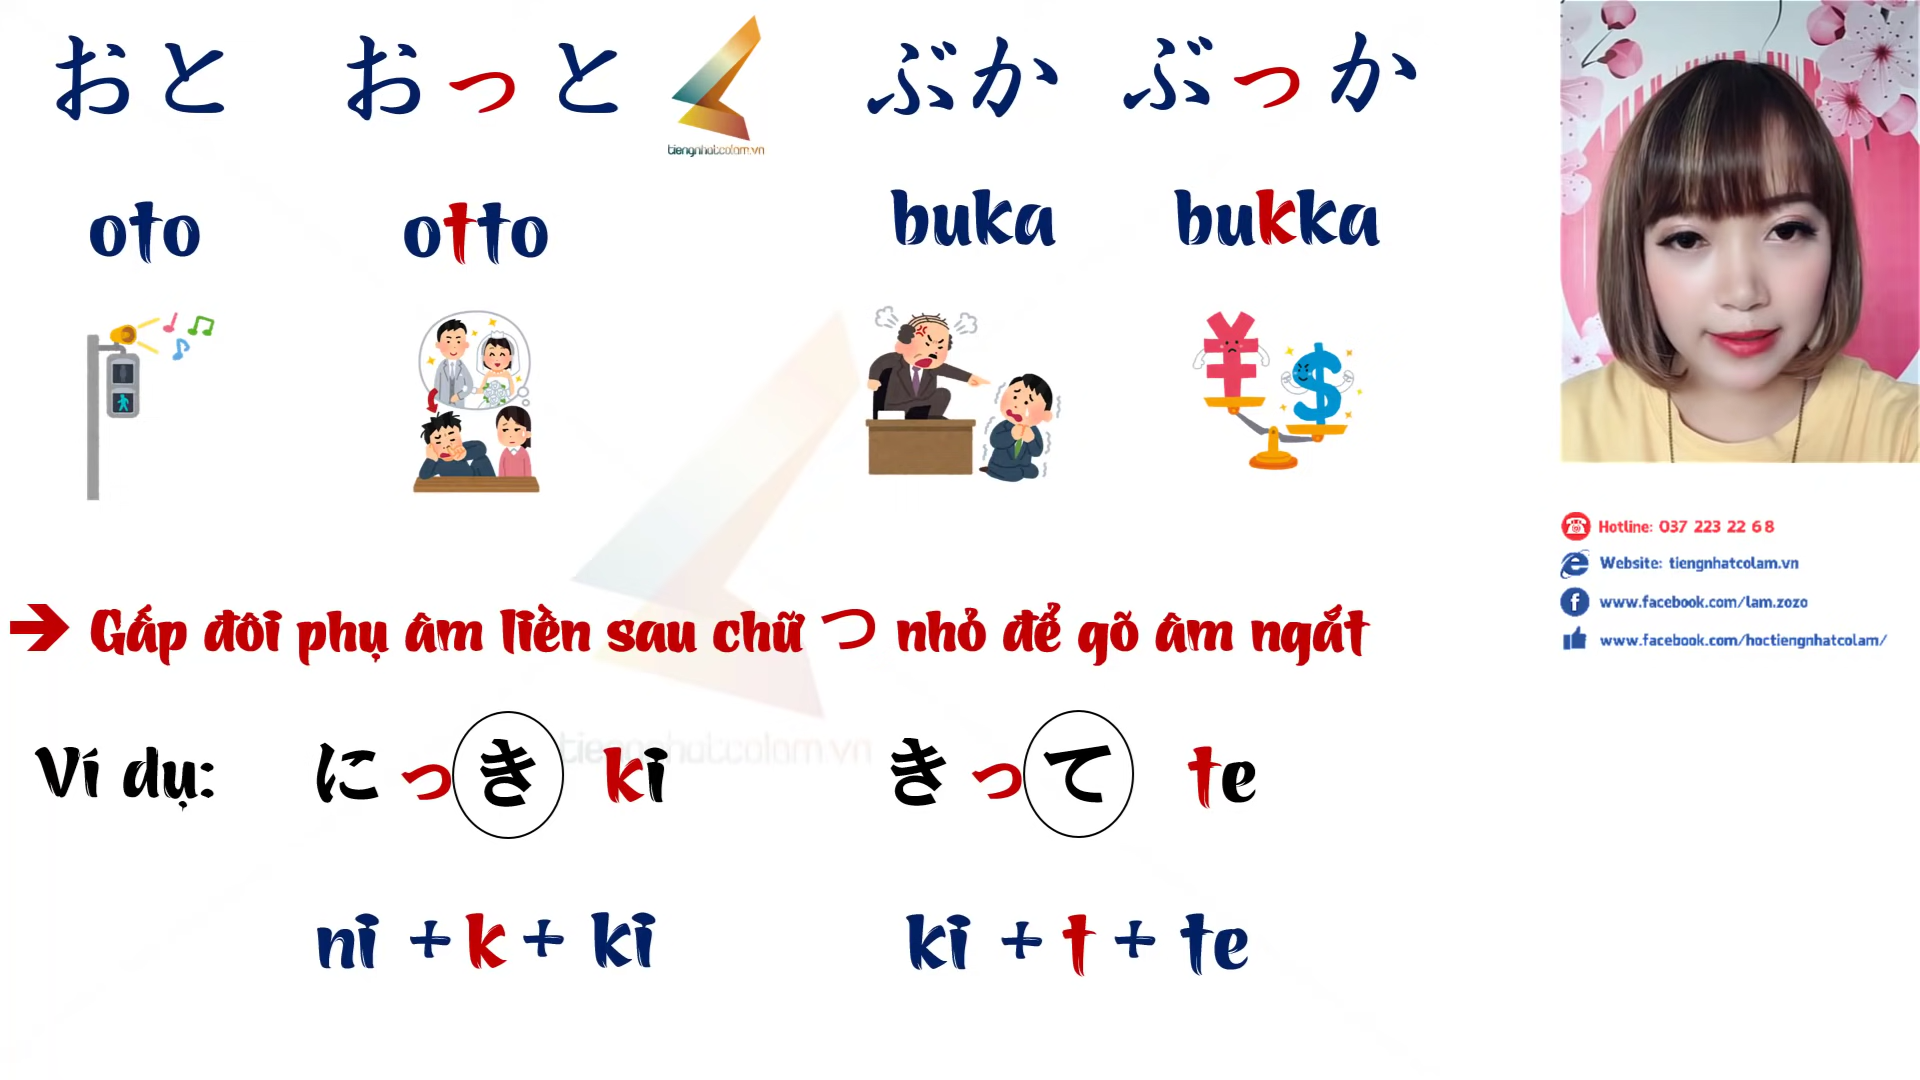 おと おっと ぶか ぶっか
tiengnhatcolam.vn
oto otto buka bukka
➔ Gấp đôi phụ âm liền sau chữ つ nhỏ để gõ âm ngắt
tiengnhatcolam.vn
Ví dụ: にっき ki きって te
ni + k + ki ki + t + te
Hotline: 037 223 22 68
Website: tiengnhatcolam.vn
www.facebook.com/lam.zozo
www.facebook.com/hoctiengnhatcolam/